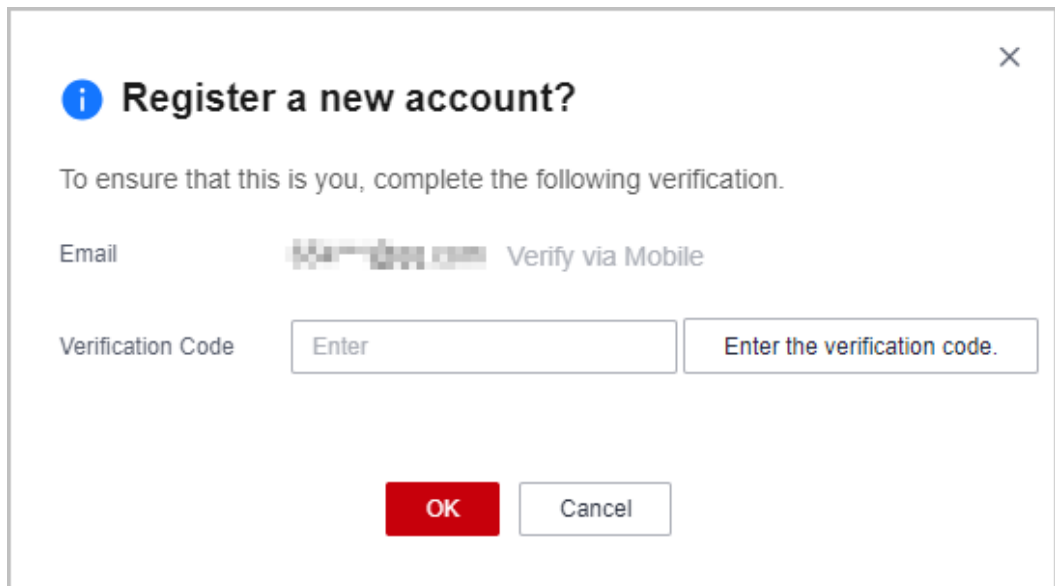 Register a new account?
To ensure that this is you, complete the following verification.
Email Verify via Mobile
Verification Code Enter Enter the verification code.
OK Cancel